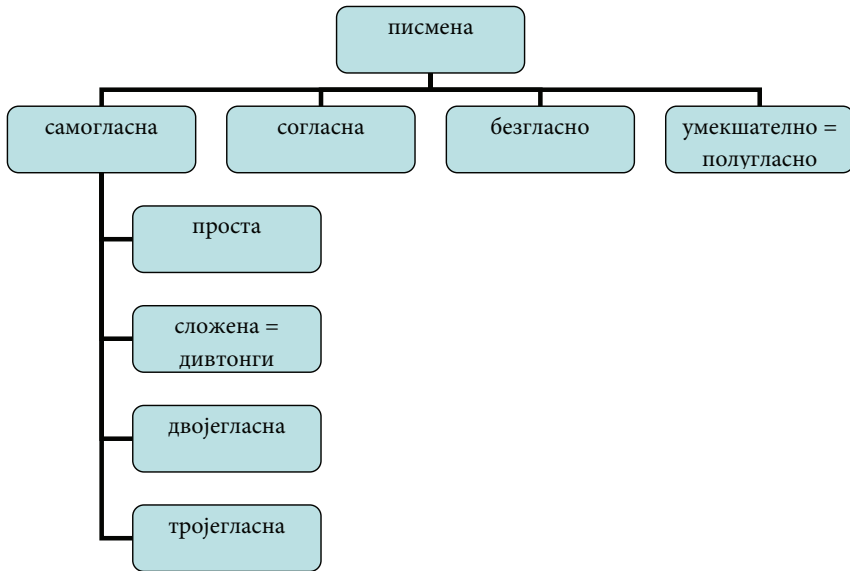 писмена
самогласна
согласна
безгласно
умекшателно =
полугласно
проста
сложена =
дивтонги
двојегласна
тројегласна